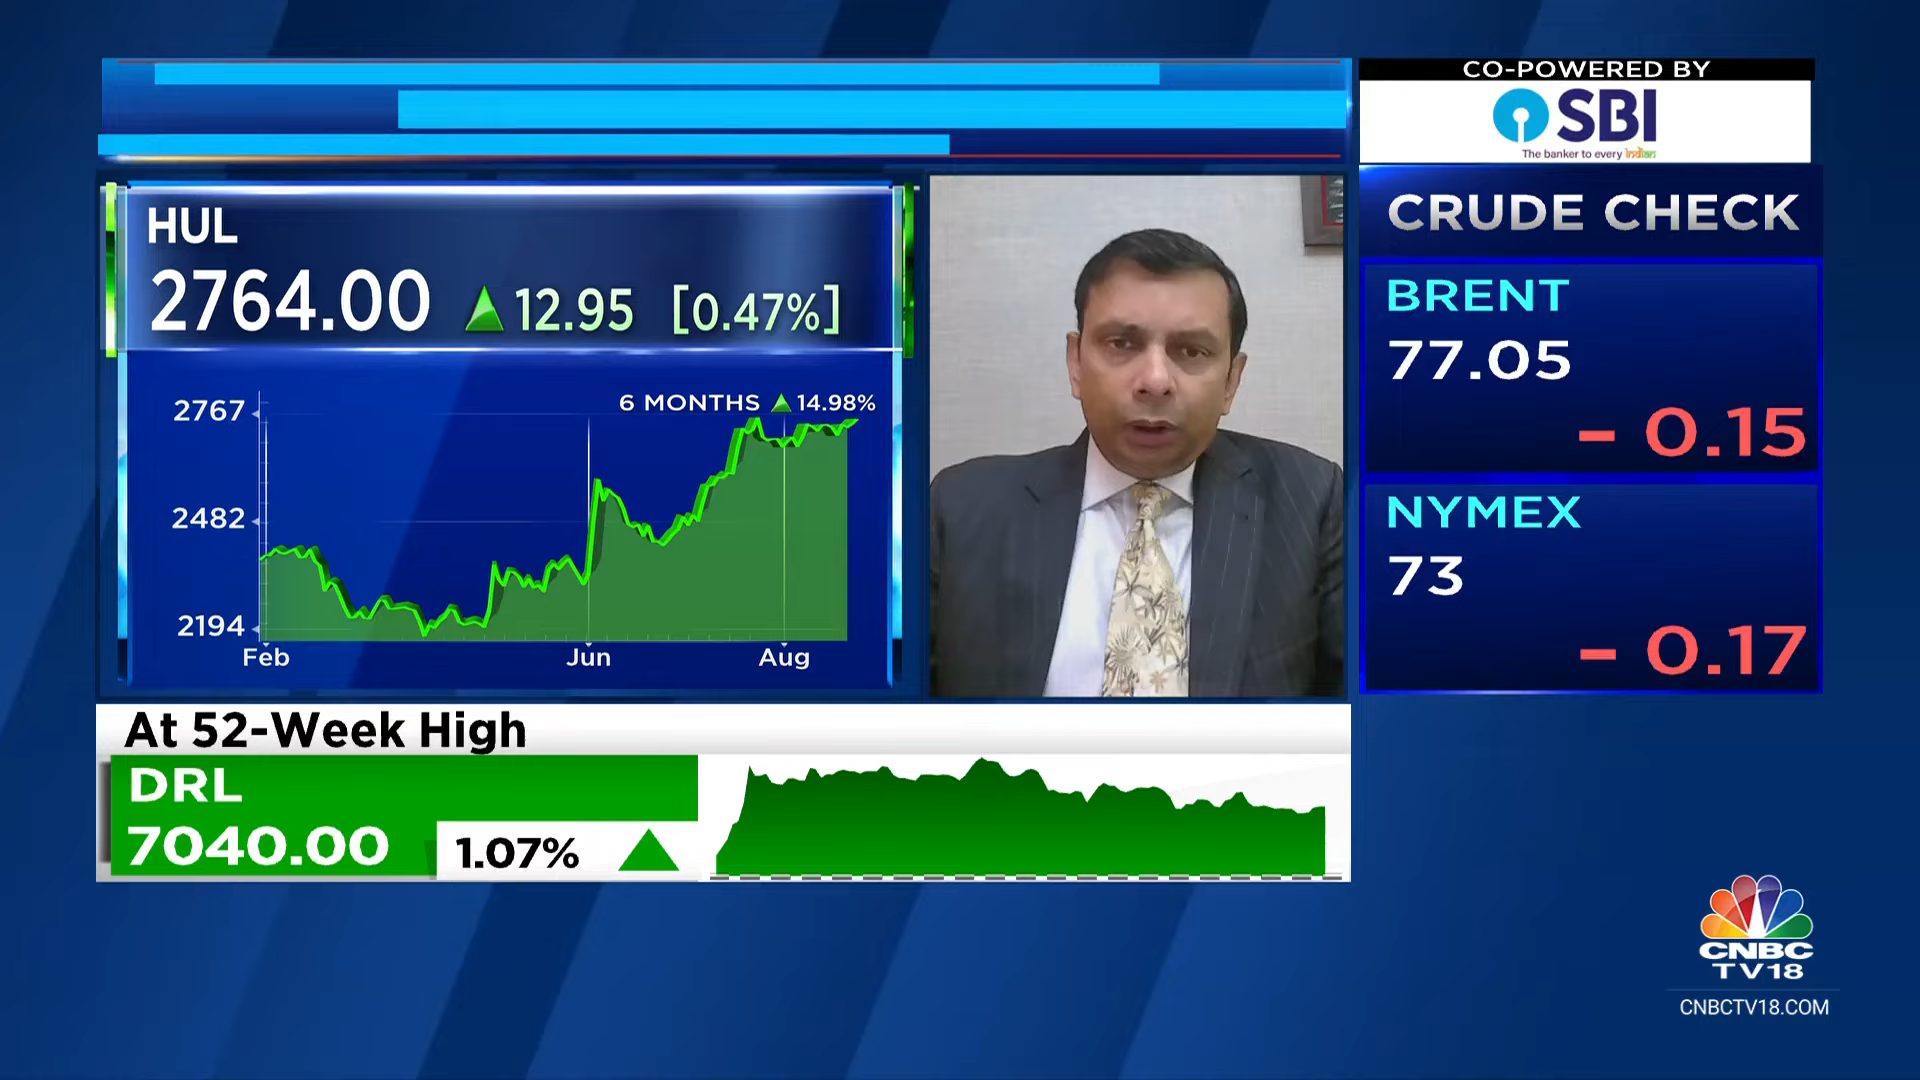 CO-POWERED BY
SBI
The banker to every indian
HUL
2764.00 ▲ 12.95 [0.47%]
6 MONTHS ▲ 14.98%
2767
2482
2194
Feb Jun Aug
CRUDE CHECK
BRENT
77.05
- 0.15
NYMEX
73
- 0.17
At 52-Week High
DRL
7040.00 1.07% ▲
CNBC
TV18
CNBCTV18.COM